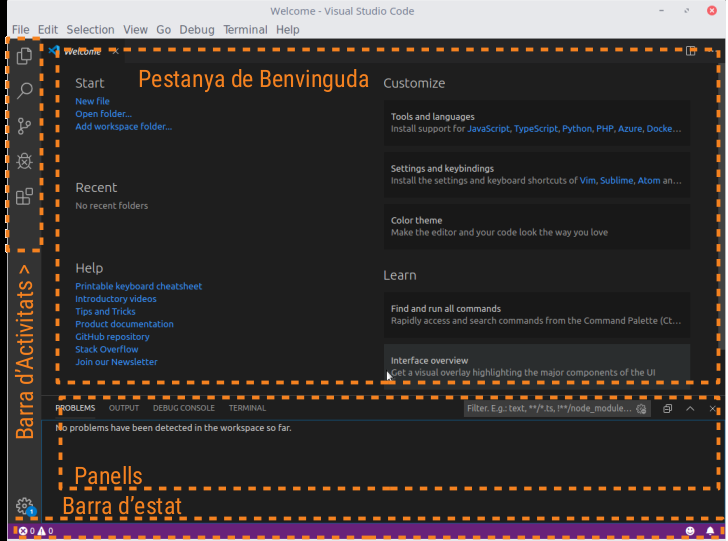 Welcome - Visual Studio Code
File Edit Selection View Go Debug Terminal Help
Welcome
Pestanya de Benvinguda
Start
New file
Open folder...
Add workspace folder...
Recent
No recent folders
Help
Printable keyboard cheatsheet
Introductory videos
Tips and Tricks
Product documentation
GitHub repository
Stack Overflow
Join our Newsletter
Customize
Tools and languages
Install support for JavaScript, TypeScript, Python, PHP, Azure, Docke...
Settings and keybindings
Install the settings and keyboard shortcuts of Vim, Sublime, Atom an...
Color theme
Make the editor and your code look the way you love
Learn
Find and run all commands
Rapidly access and search commands from the Command Palette (Ct...
Interface overview
Get a visual overlay highlighting the major components of the UI
Barra d'Activitats >
PROBLEMS OUTPUT DEBUG CONSOLE TERMINAL
Filter. E.g.: text, **/*.ts, !**/node_module...
No problems have been detected in the workspace so far.
Panells
Barra d'estat
1
0 0